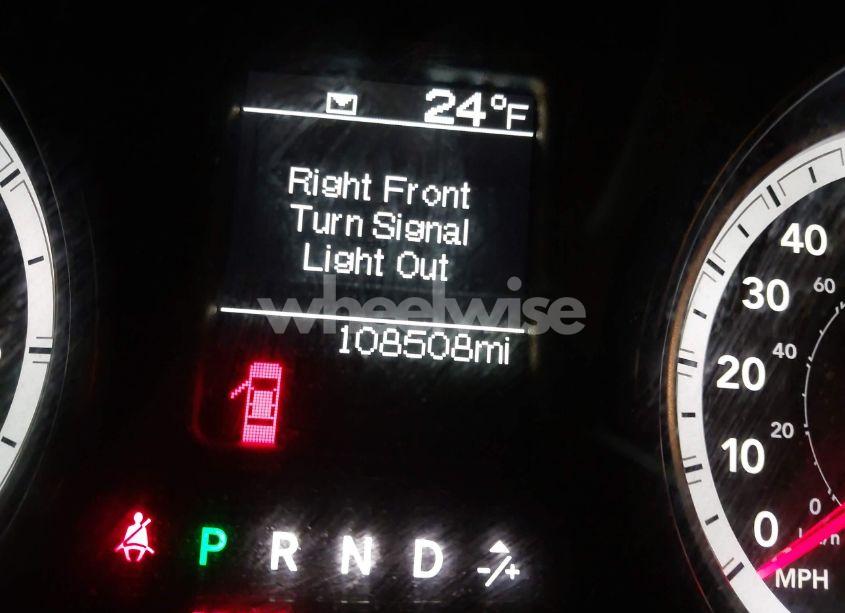 24°F
Right Front
Turn Signal
Light Out
wheelwise
108508mi
40
30
20
10
0
MPH
60
40
20
0
P R N D -/+